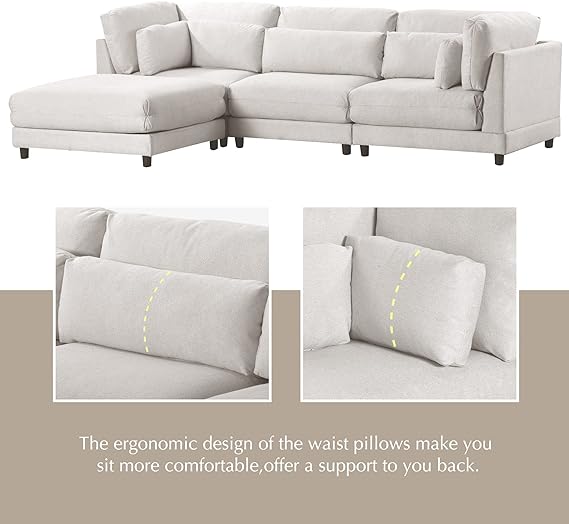 The ergonomic design of the waist pillows make you
sit more comfortable,offer a support to you back.